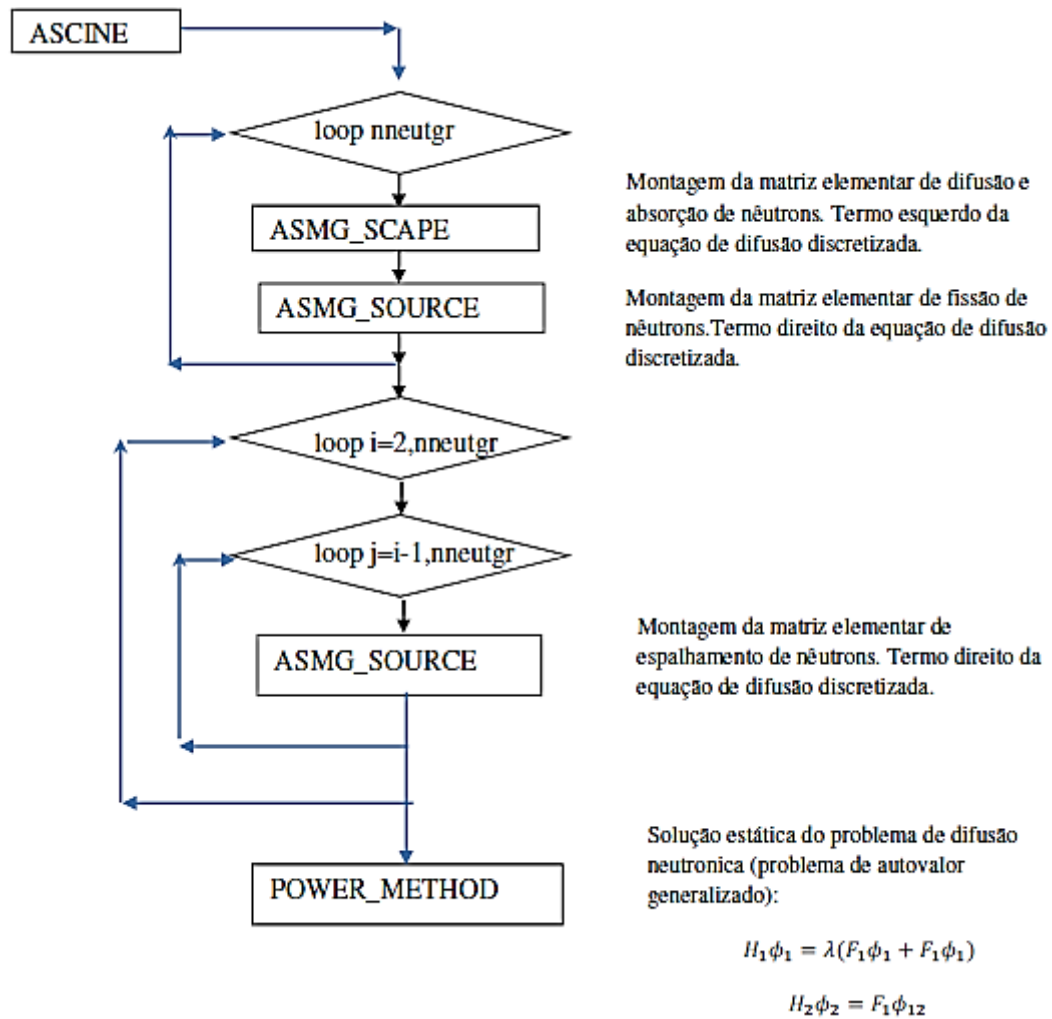 ASCINE
loop nneutgr
Montagem da matriz elementar de difusão e
absorção de nêutrons. Termo esquerdo da
equação de difusão discretizada.
ASMG_SCAPE
ASMG_SOURCE
Montagem da matriz elementar de fissão de
nêutrons.Termo direito da equação de difusão
discretizada.
loop i=2,nneutgr
loop j=i-1,nneutgr
ASMG_SOURCE
Montagem da matriz elementar de
espalhamento de nêutrons. Termo direito da
equação de difusão discretizada.
POWER_METHOD
Solução estática do problema de difusão
neutronica (problema de autovalor
generalizado):
H₁ϕ₁ = λ(F₁ϕ₁ + F₁ϕ₁)
H₂ϕ₂ = F₁ϕ₁₂